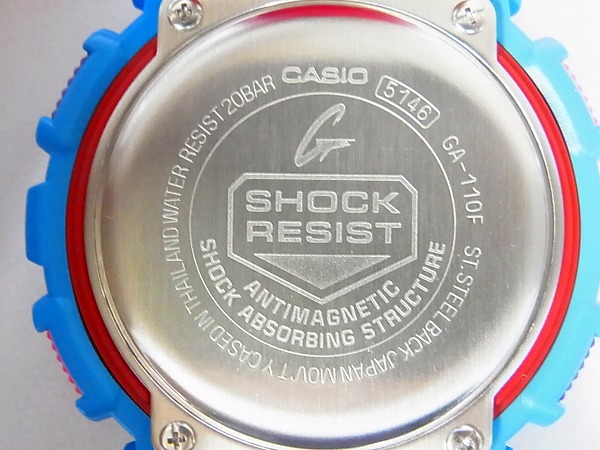 CASIO 5146 GA-110F ST.STEEL BACK JAPAN MOV'TY CASED IN THAILAND WATER RESIST 20BAR
G
SHOCK
RESIST
ANTIMAGNETIC
SHOCK ABSORBING STRUCTURE